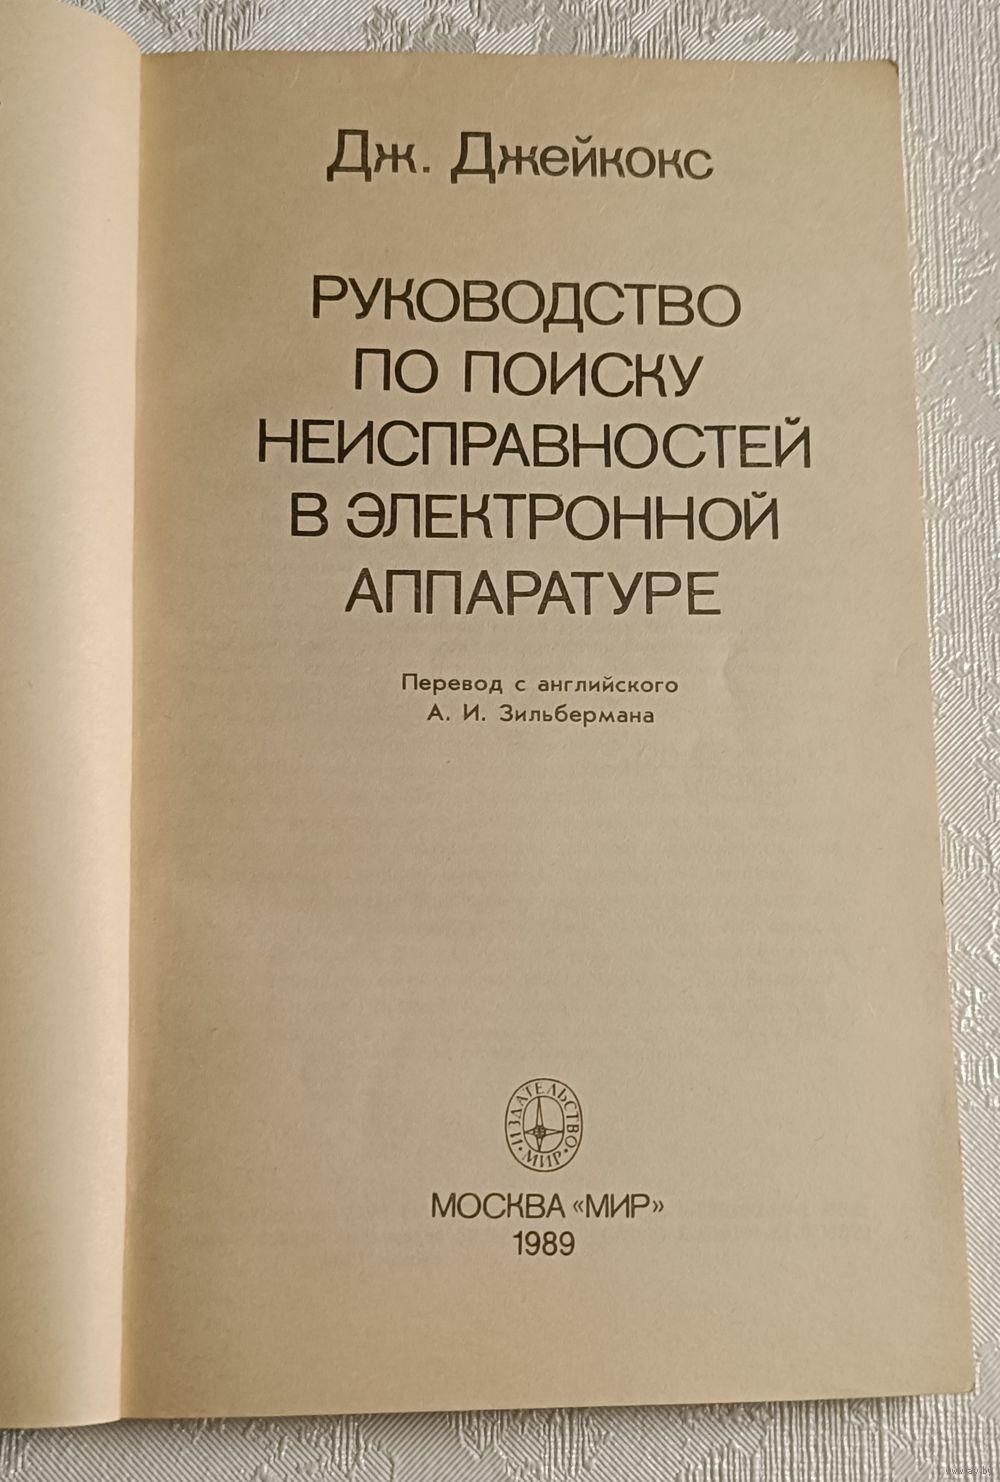 Дж. Джейкокс
РУКОВОДСТВО
ПО ПОИСКУ
НЕИСПРАВНОСТЕЙ
В ЭЛЕКТРОННОЙ
АППАРАТУРЕ
Перевод с английского
А. И. Зильбермана
ИЗДАТЕЛЬСТВО
• МИР •
МОСКВА «МИР»
1989